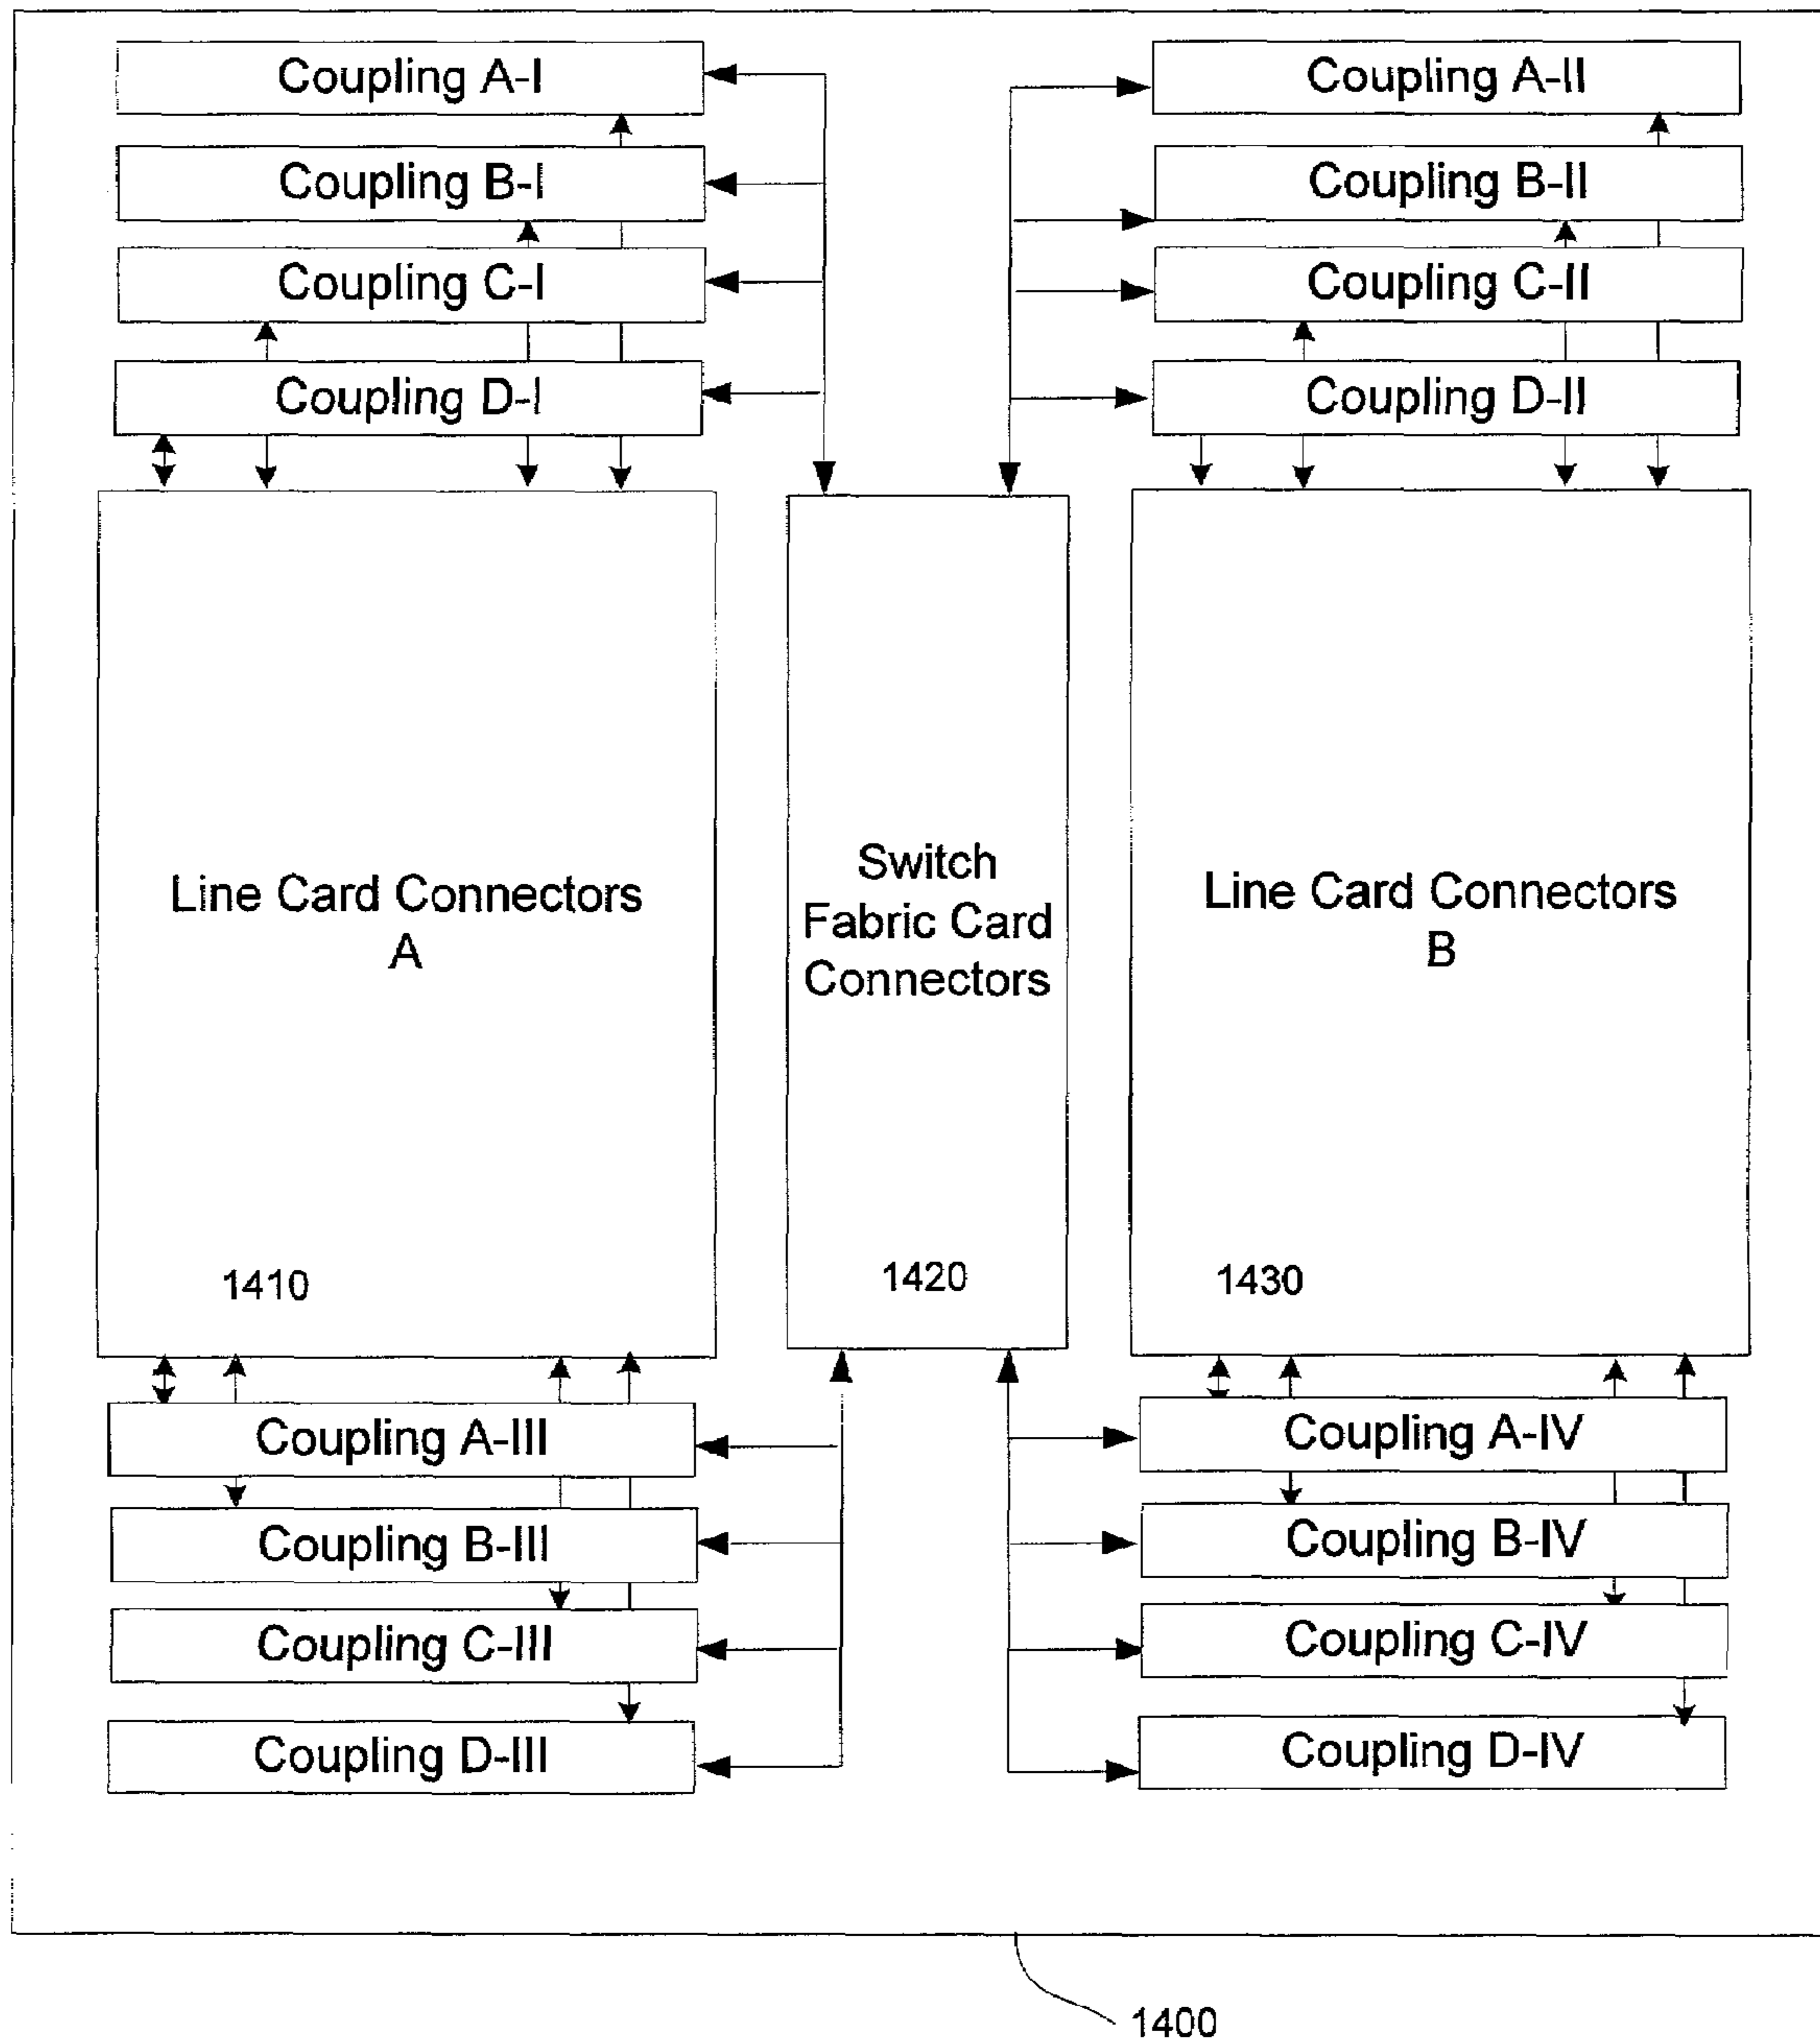 Coupling A-I
Coupling B-I
Coupling C-I
Coupling D-I
Coupling A-II
Coupling B-II
Coupling C-II
Coupling D-II
Line Card Connectors
A
1410
Switch
Fabric Card
Connectors
1420
Line Card Connectors
B
1430
Coupling A-III
Coupling B-III
Coupling C-III
Coupling D-III
Coupling A-IV
Coupling B-IV
Coupling C-IV
Coupling D-IV
1400